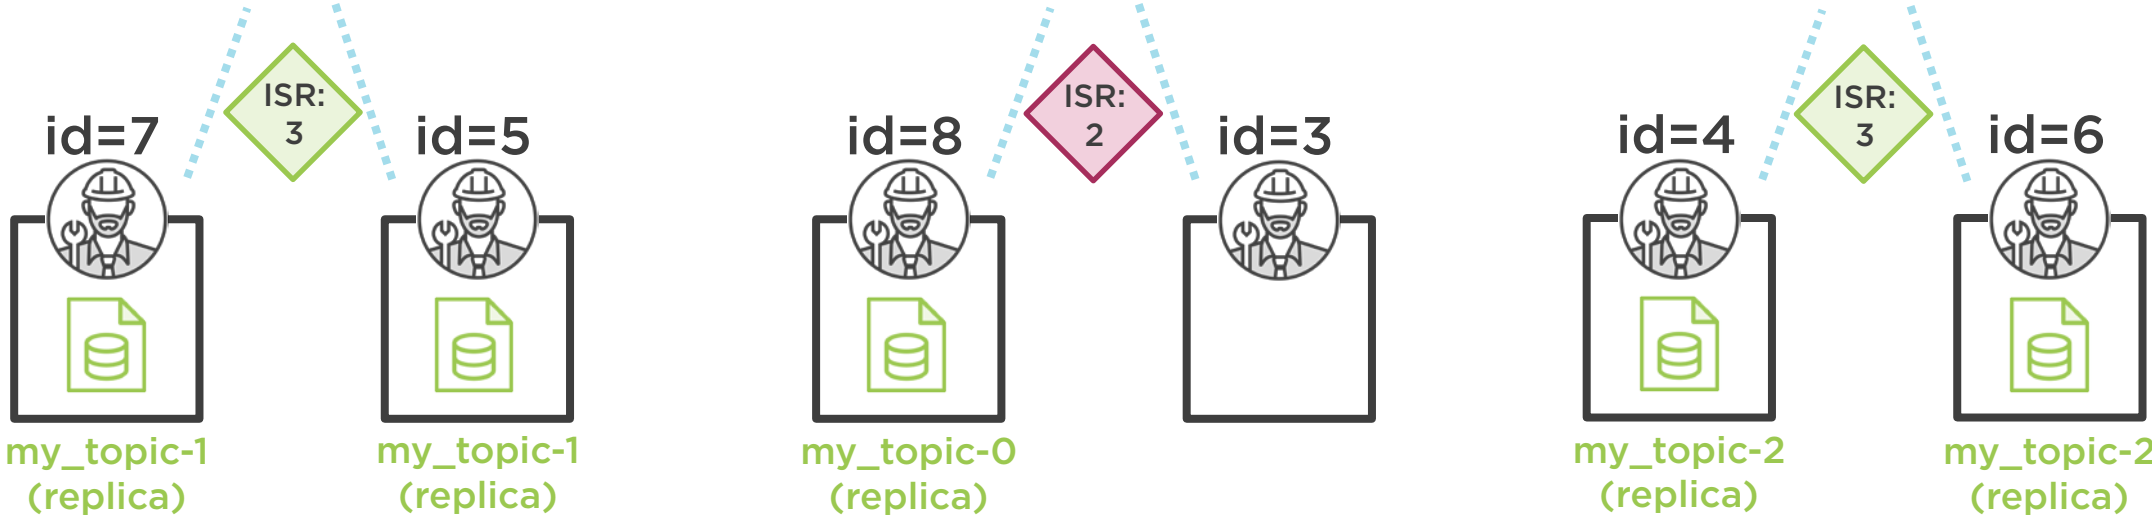 ISR:
3
id=7
id=5
my_topic-1
(replica)
my_topic-1
(replica)
ISR:
2
id=8
id=3
my_topic-0
(replica)
ISR:
3
id=4
id=6
my_topic-2
(replica)
my_topic-2
(replica)